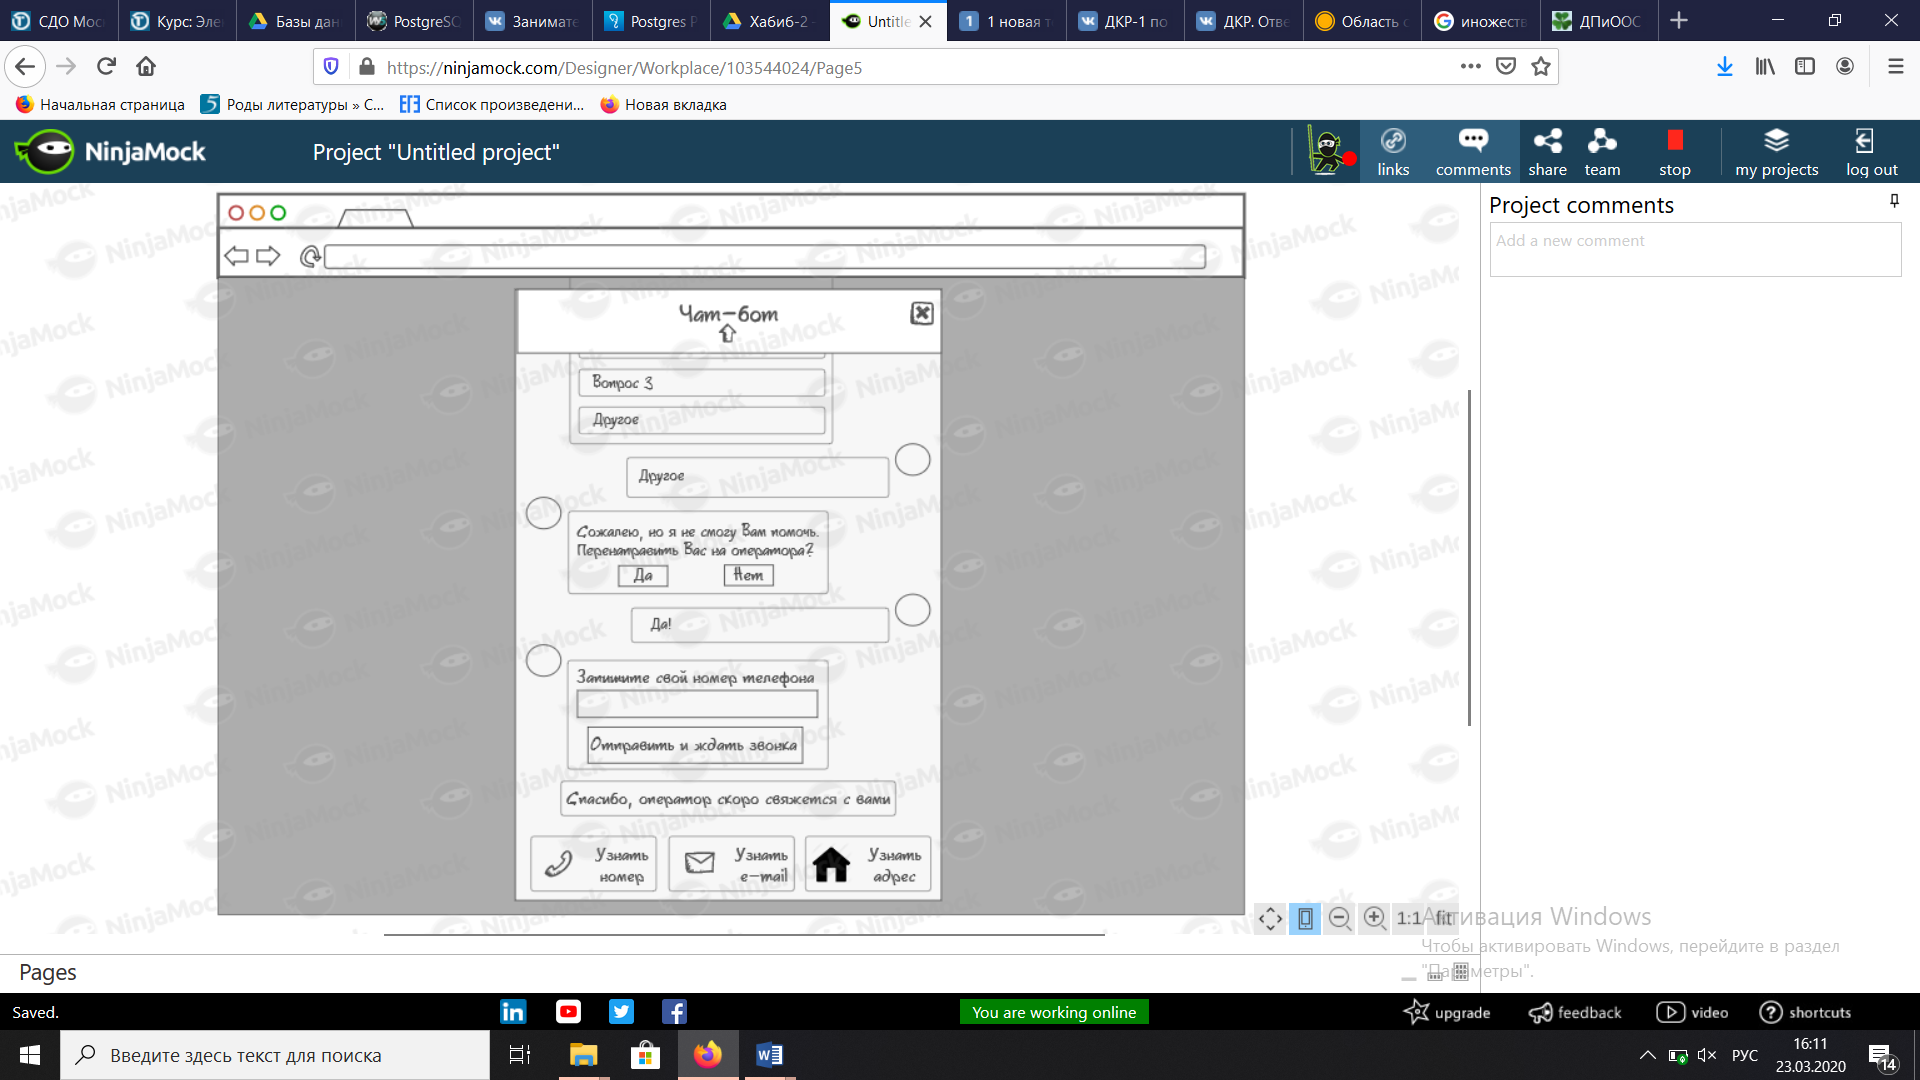 СДО Мос
Курс: Эле
Базы дан
PostgreSQ
Занимате
Postgres P
Хабиб-2 -
Untitle
1 новая т
ДКР-1 по
ДКР. Отве
Область о
иножеств
ДПиООС
https://ninjamock.com/Designer/Workplace/103544024/Page5
Начальная страница
Роды литературы » С...
Список произведени...
Новая вкладка
NinjaMock
Project "Untitled project"
links
comments
share
team
stop
my projects
log out
Project comments
Add a new comment
Чат-бот
Вопрос 3
Другое
Другое
Сожалею, но я не смогу Вам помочь.
Перенаправить Вас на оператора?
Да
Нет
Да!
Запишите свой номер телефона
Отправить и ждать звонка
Спасибо, оператор скоро свяжется с вами
Узнать
номер
Узнать
e-mail
Узнать
адрес
1:1
fit
Активация Windows
Чтобы активировать Windows, перейдите в раздел
"Параметры".
Pages
Saved.
You are working online
upgrade
feedback
video
shortcuts
Введите здесь текст для поиска
РУС
16:11
23.03.2020
14